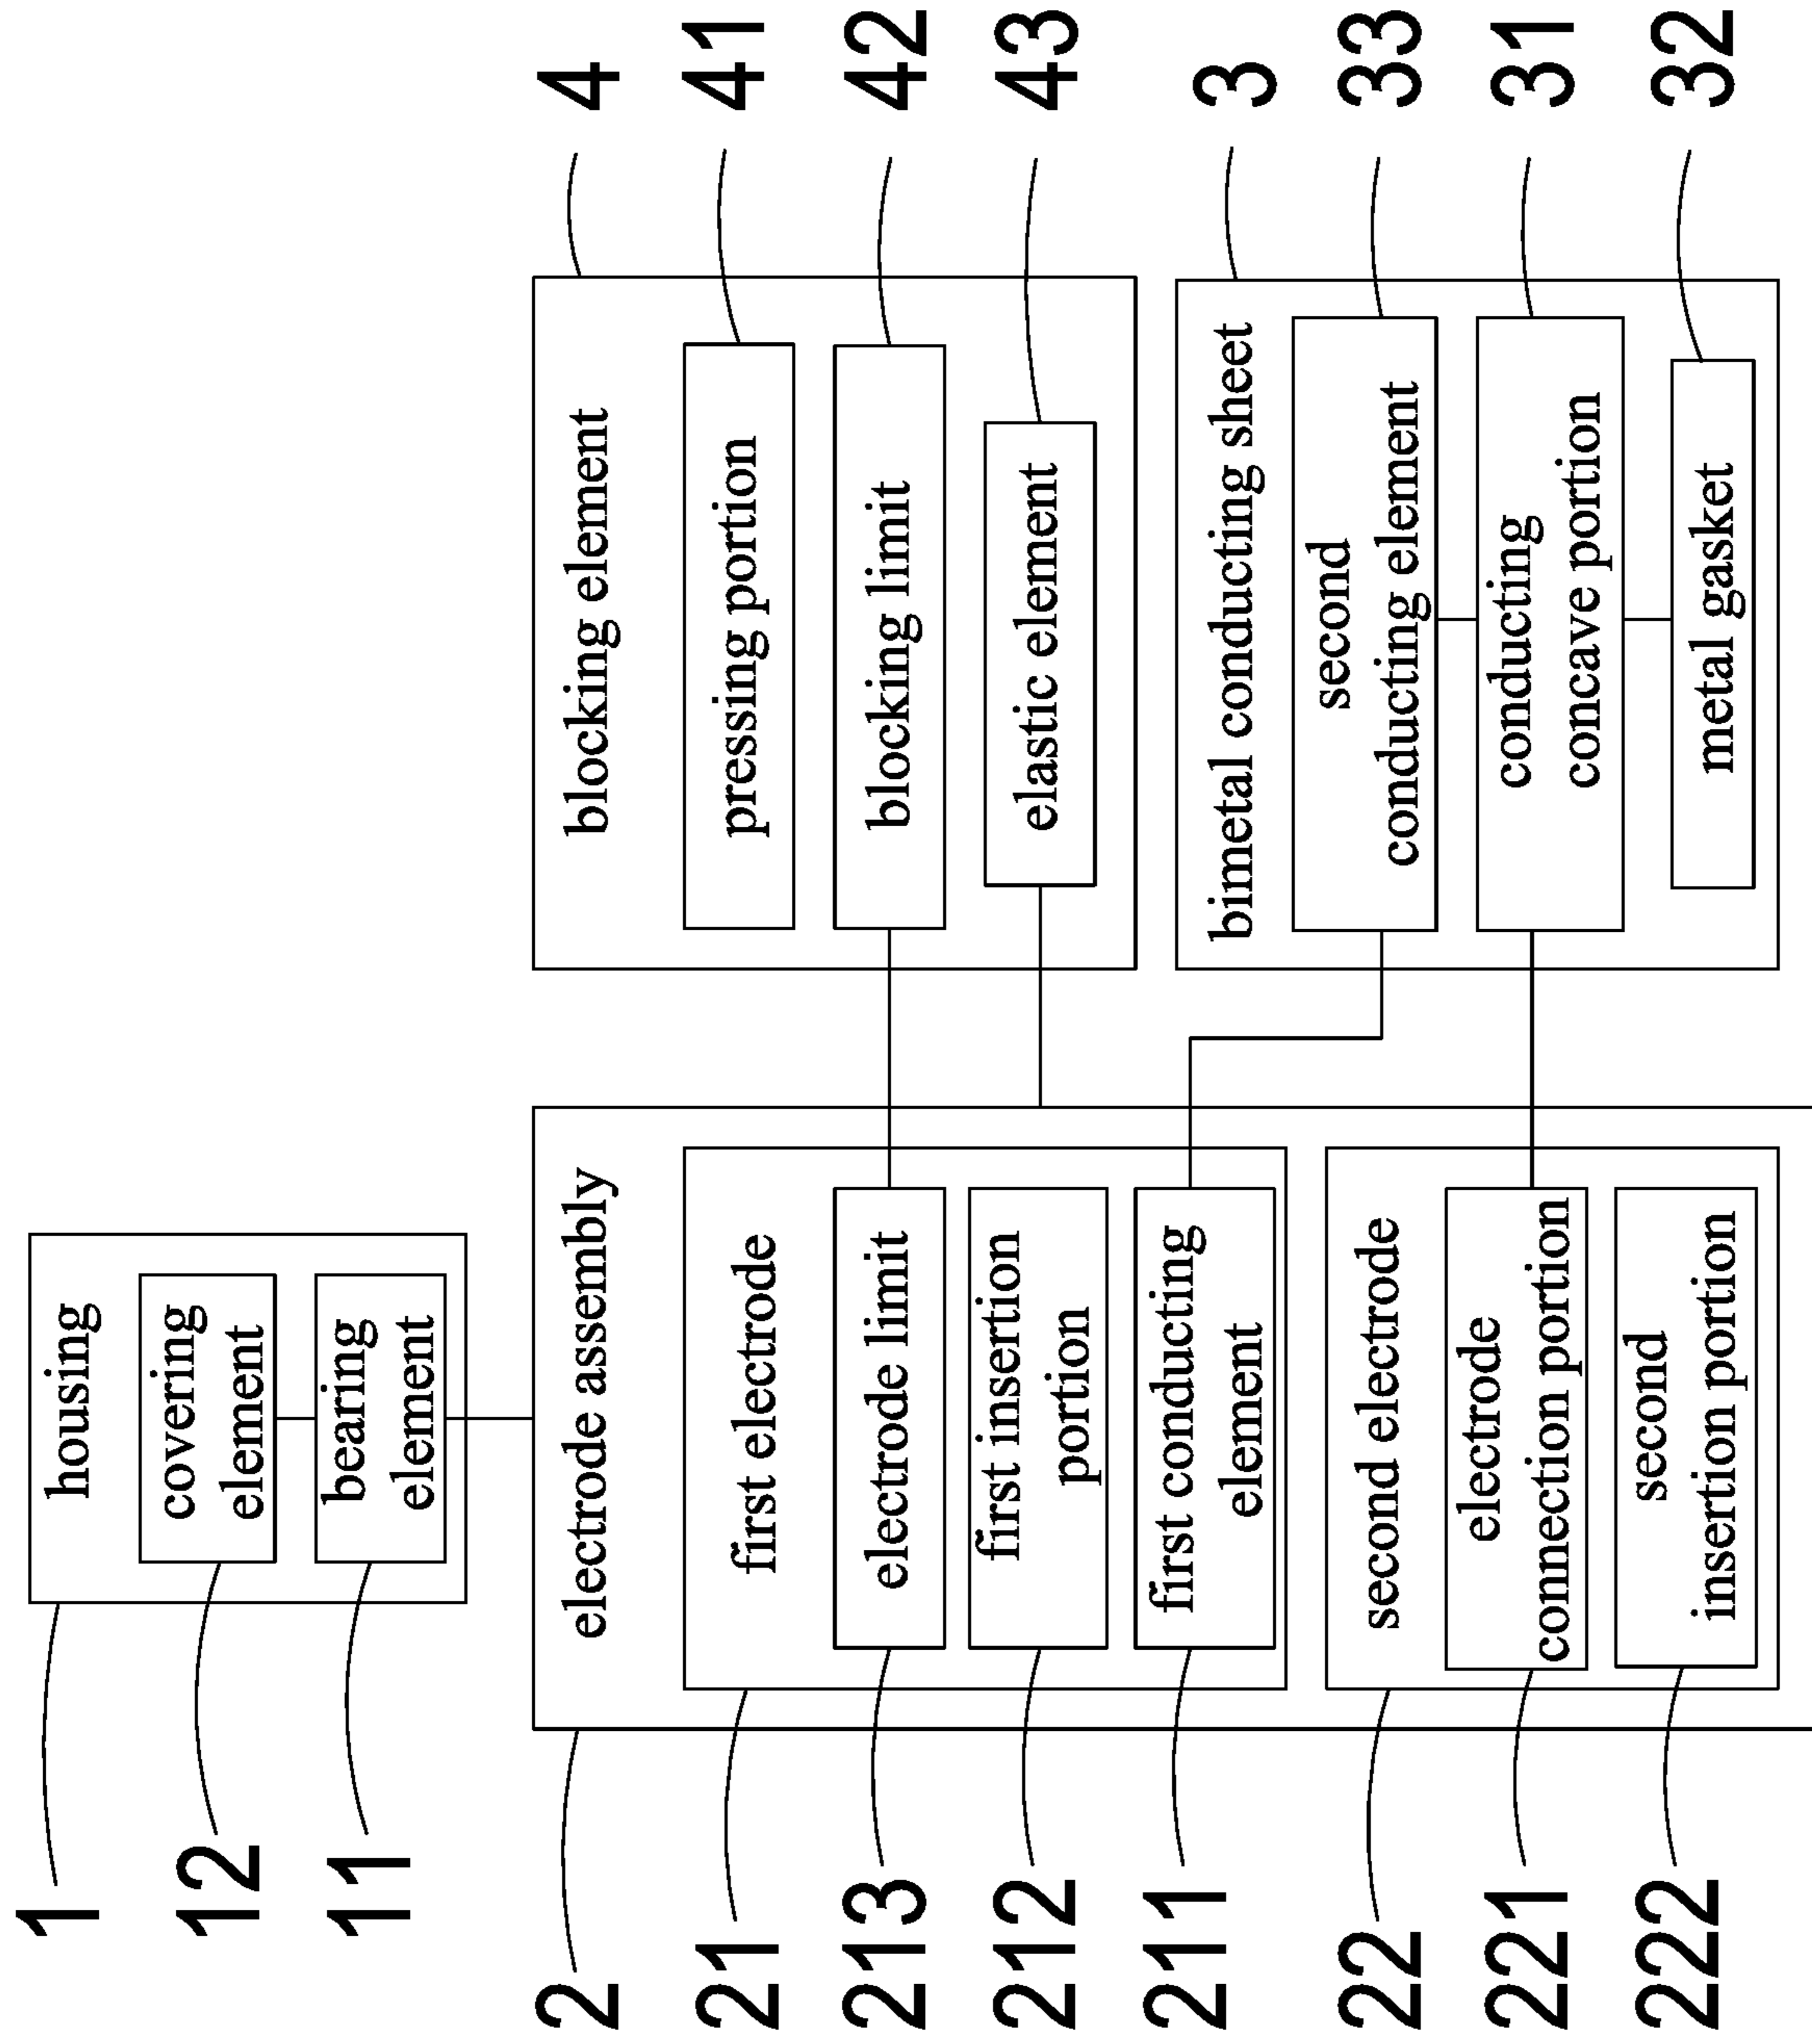 1
housing
12
covering
element
11
bearing
element
2
electrode assembly
21
first electrode
213
electrode limit
212
first insertion
portion
211
first conducting
element
22
second electrode
221
electrode
connection portion
222
second
insertion portion
4
blocking element
41
pressing portion
42
blocking limit
43
elastic element
3
bimetal conducting sheet
33
second
conducting element
31
conducting
concave portion
32
metal gasket